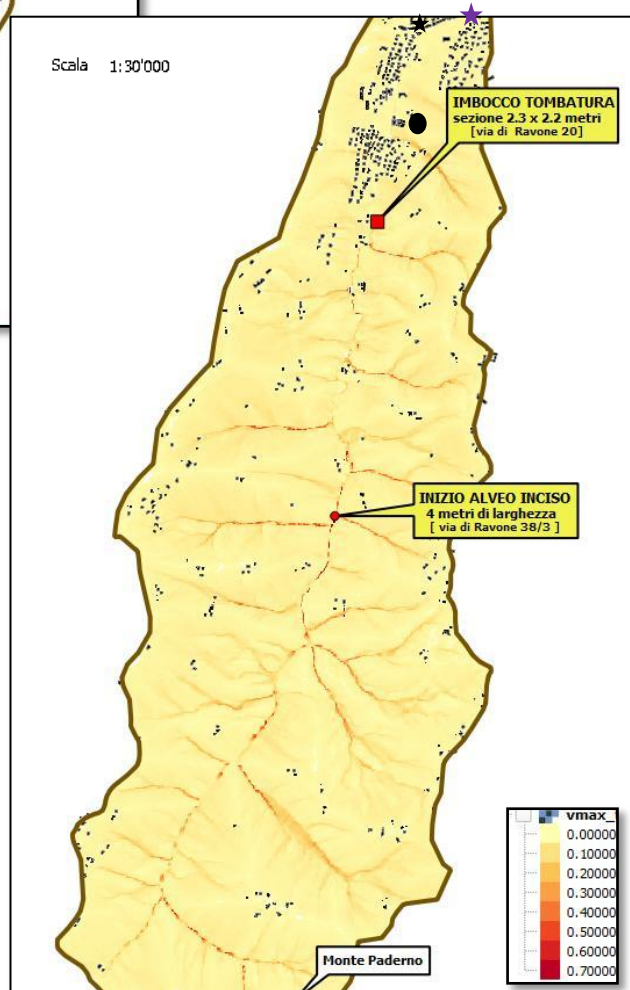 Scala 1:30'000
IMBOCCO TOMBATURA
sezione 2.3 x 2.2 metri
[via di Ravone 20]
INIZIO ALVEO INCISO
4 metri di larghezza
[ via di Ravone 38/3 ]
Monte Paderno
vmax_
0.00000
0.10000
0.20000
0.30000
0.40000
0.50000
0.60000
0.70000